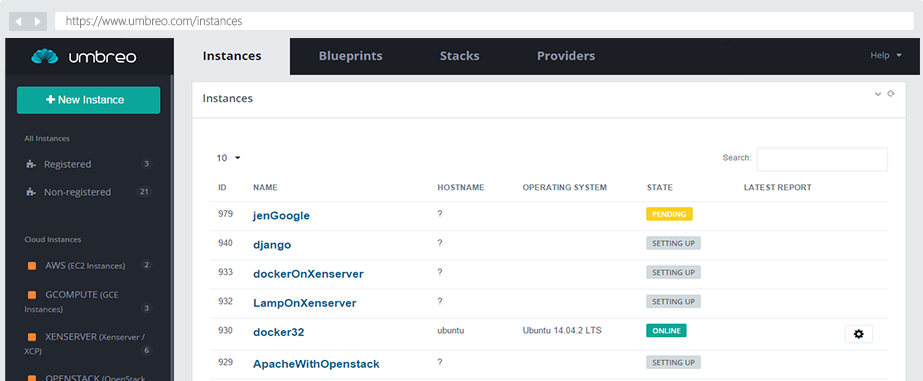 https://www.umbreo.com/instances
umbreo
Instances Blueprints Stacks Providers Help
+ New Instance
All Instances
Registered 3
Non-registered 21
Cloud Instances
AWS (EC2 Instances) 2
GCOMPUTE (GCE
Instances) 3
XENSERVER (Xenserver /
XCP) 6
OPENSTACK (OpenStack
Instances
10 Search:
ID NAME HOSTNAME OPERATING SYSTEM STATE LATEST REPORT
979 jenGoogle ? PENDING
940 django ? SETTING UP
933 dockerOnXenserver ? SETTING UP
932 LampOnXenserver ? SETTING UP
930 docker32 ubuntu Ubuntu 14.04.2 LTS ONLINE
929 ApacheWithOpenstack ? SETTING UP